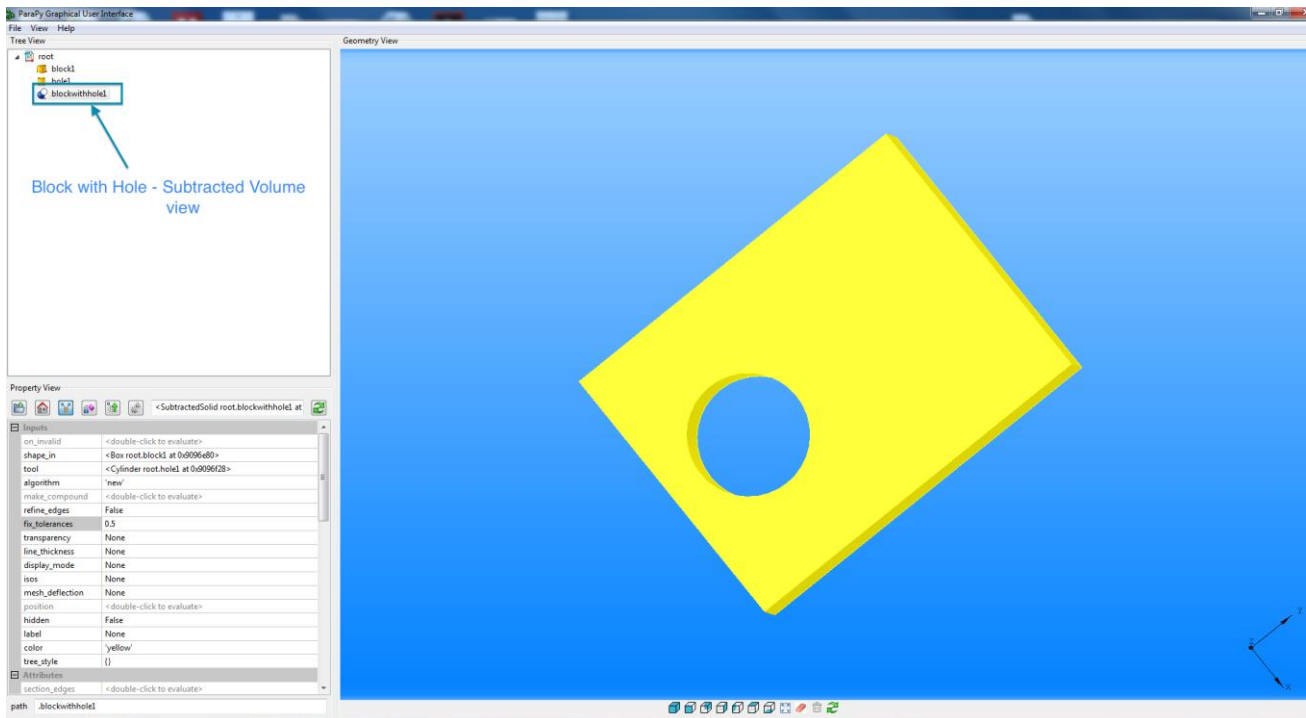 ParaPy Graphical User Interface
File View Help
Tree View
Geometry View
root
block1
hole1
blockwithhole1
Block with Hole - Subtracted Volume
view
Property View
<SubtractedSolid root.blockwithhole1 at
Inputs
on_invalid <double-click to evaluate>
shape_in <Box root.block1 at 0x9096e80>
tool <Cylinder root.hole1 at 0x9096f28>
algorithm 'new'
make_compound <double-click to evaluate>
refine_edges False
fix_tolerances 0.5
transparency None
line_thickness None
display_mode None
isos None
mesh_deflection None
position <double-click to evaluate>
hidden False
label None
color 'yellow'
tree_style {}
Attributes
section_edges <double-click to evaluate>
path .blockwithhole1
Y
Z
X